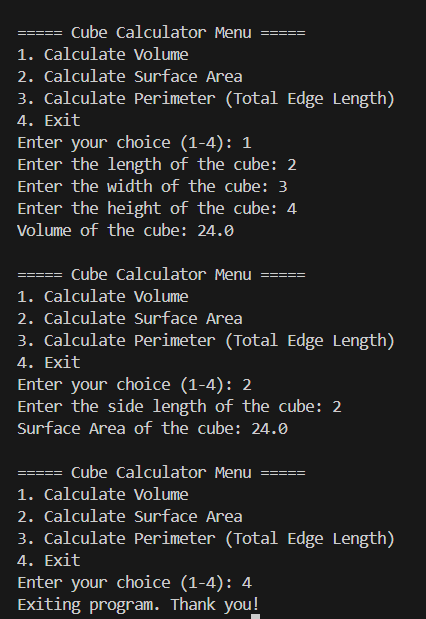 ===== Cube Calculator Menu =====
1. Calculate Volume
2. Calculate Surface Area
3. Calculate Perimeter (Total Edge Length)
4. Exit
Enter your choice (1-4): 1
Enter the length of the cube: 2
Enter the width of the cube: 3
Enter the height of the cube: 4
Volume of the cube: 24.0
===== Cube Calculator Menu =====
1. Calculate Volume
2. Calculate Surface Area
3. Calculate Perimeter (Total Edge Length)
4. Exit
Enter your choice (1-4): 2
Enter the side length of the cube: 2
Surface Area of the cube: 24.0
===== Cube Calculator Menu =====
1. Calculate Volume
2. Calculate Surface Area
3. Calculate Perimeter (Total Edge Length)
4. Exit
Enter your choice (1-4): 4
Exiting program. Thank you!